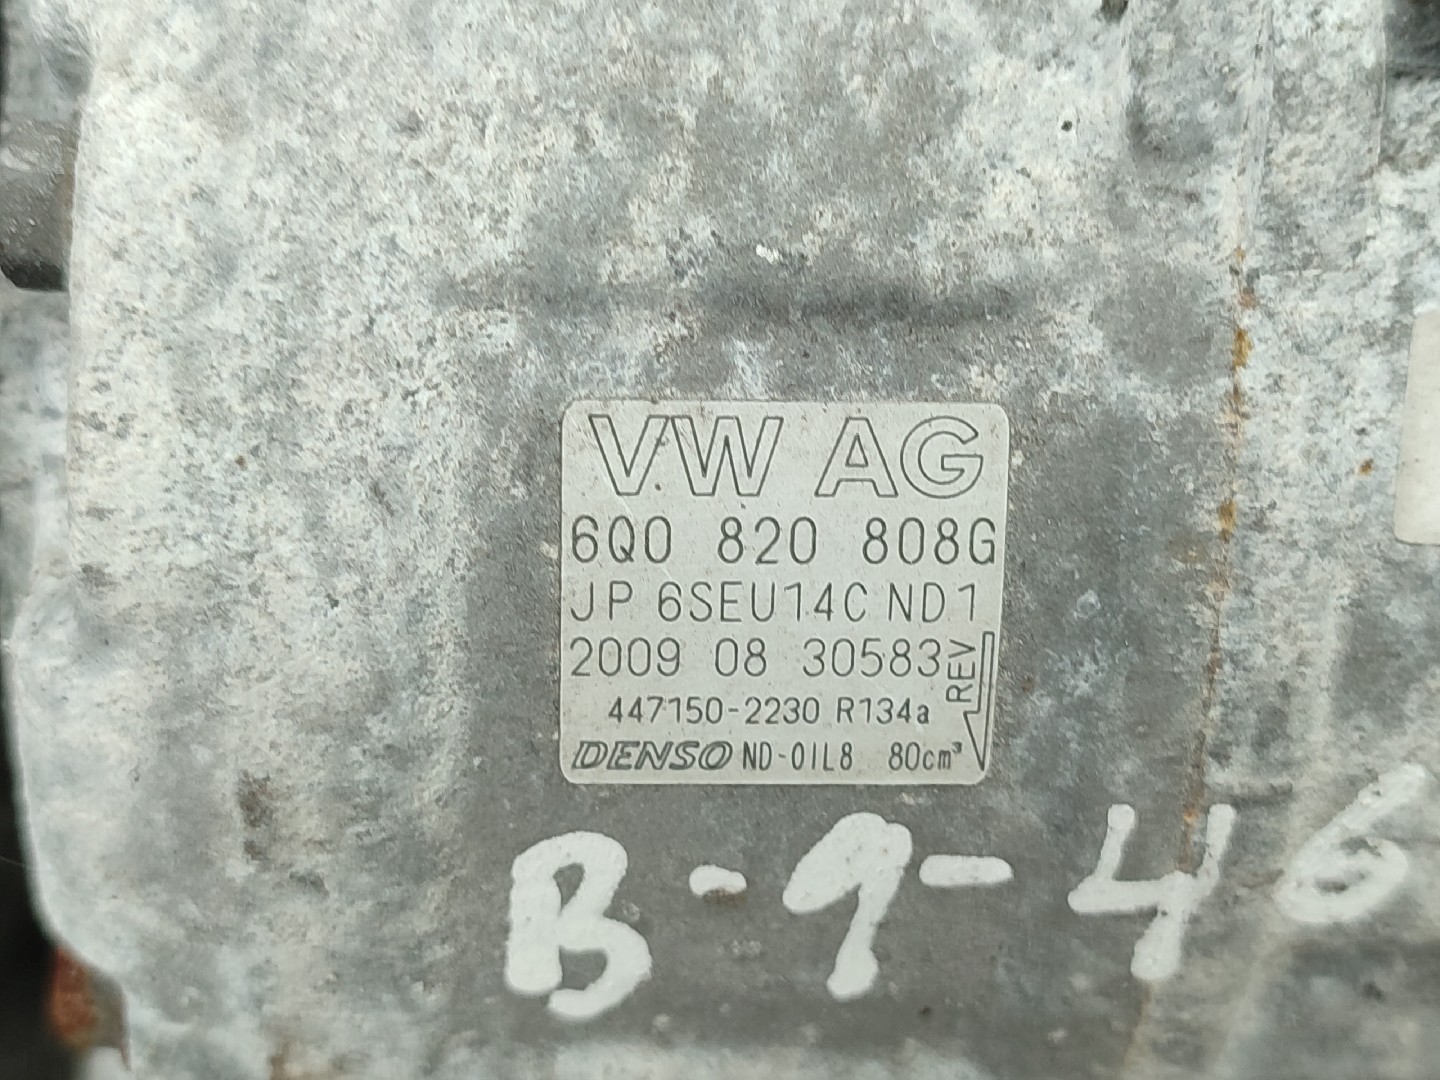 VW AG
6Q0 820 808G
JP 6SEU14C ND1
2009 08 30583
REV
447150-2230 R134a
DENSO ND-OIL8 80cm³
B-9-46